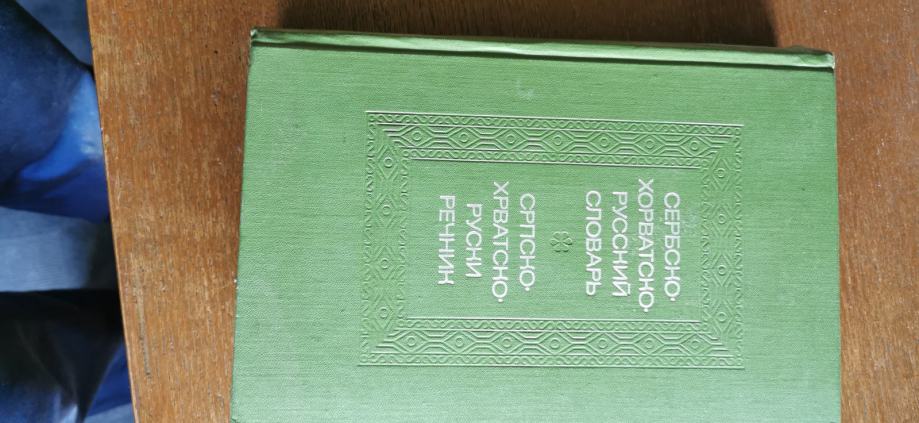 СЕРБСКО-
ХОРВАТСКО-
РУССКИЙ
СЛОВАРЬ
СРПСКО-
ХРВАТСКО-
РУСКИ
РЕЧНИК